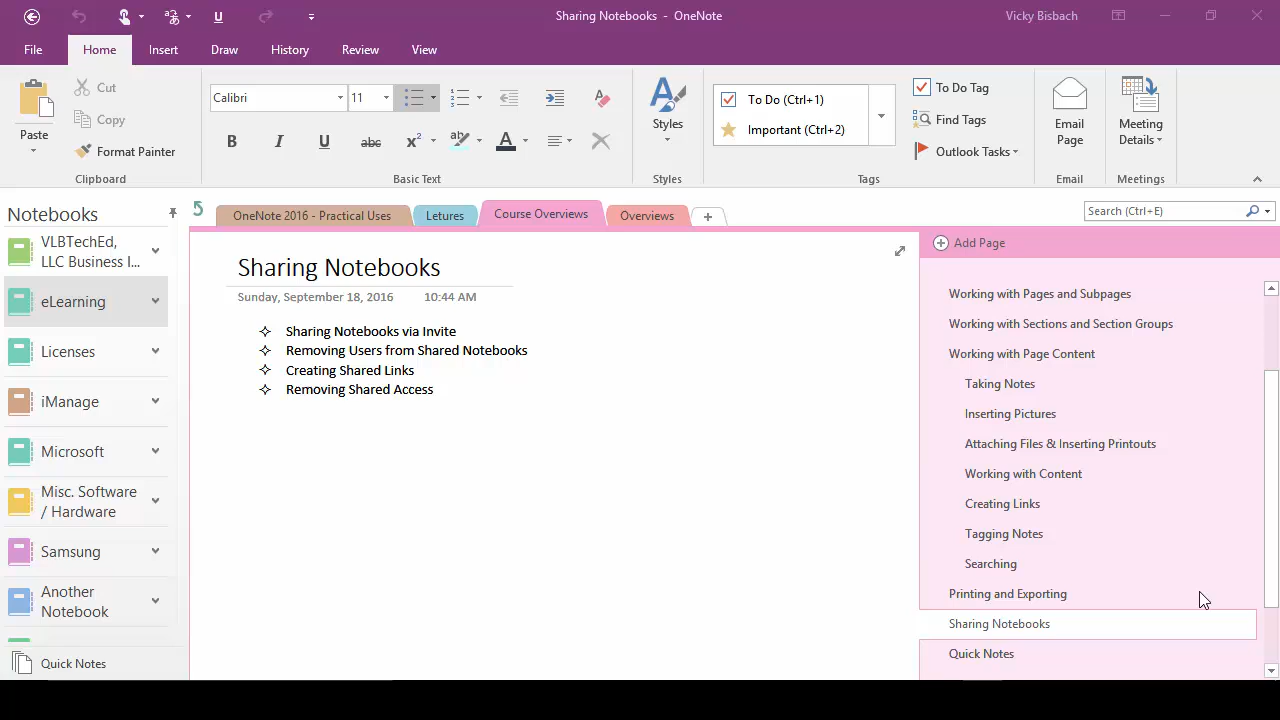 Sharing Notebooks - OneNote
Vicky Bisbach
File Home Insert Draw History Review View
Paste
Cut
Copy
Format Painter
Clipboard
Calibri 11
B I U abc x² A
Basic Text
Styles
Styles
To Do (Ctrl+1)
Important (Ctrl+2)
To Do Tag
Find Tags
Outlook Tasks
Tags
Email
Page
Email
Meeting
Details
Meetings
Notebooks
VLBTechEd,
LLC Business I...
eLearning
Licenses
iManage
Microsoft
Misc. Software
/ Hardware
Samsung
Another
Notebook
Quick Notes
OneNote 2016 - Practical Uses
Letures
Course Overviews
Overviews
Search (Ctrl+E)
Sharing Notebooks
Sunday, September 18, 2016 10:44 AM
Sharing Notebooks via Invite
Removing Users from Shared Notebooks
Creating Shared Links
Removing Shared Access
Add Page
Working with Pages and Subpages
Working with Sections and Section Groups
Working with Page Content
Taking Notes
Inserting Pictures
Attaching Files & Inserting Printouts
Working with Content
Creating Links
Tagging Notes
Searching
Printing and Exporting
Sharing Notebooks
Quick Notes